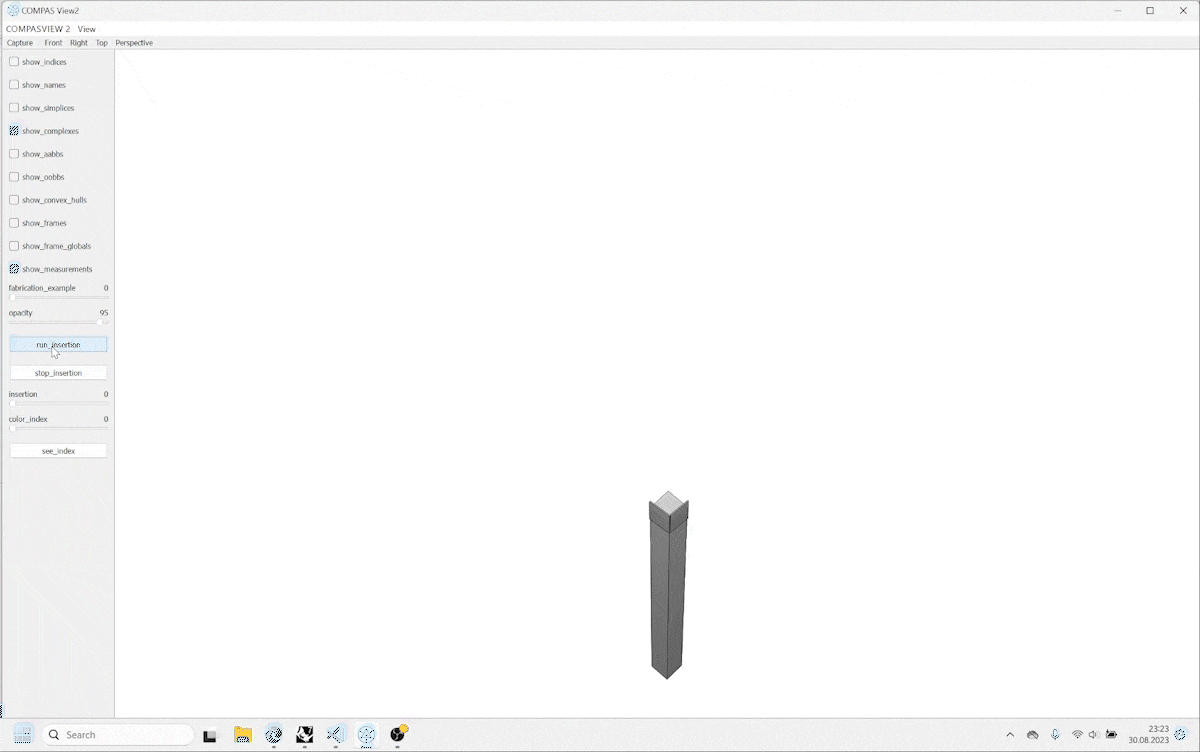 COMPAS View2
COMPASVIEW 2 View
Capture Front Right Top Perspective
show_indices
show_names
show_simplices
show_complexes
show_aabbs
show_oobbs
show_convex_hulls
show_frames
show_frame_globals
show_measurements
fabrication_example 0
opacity 95
run_insertion
stop_insertion
insertion 0
color_index 0
see_index
Search
23:23
30.08.2023